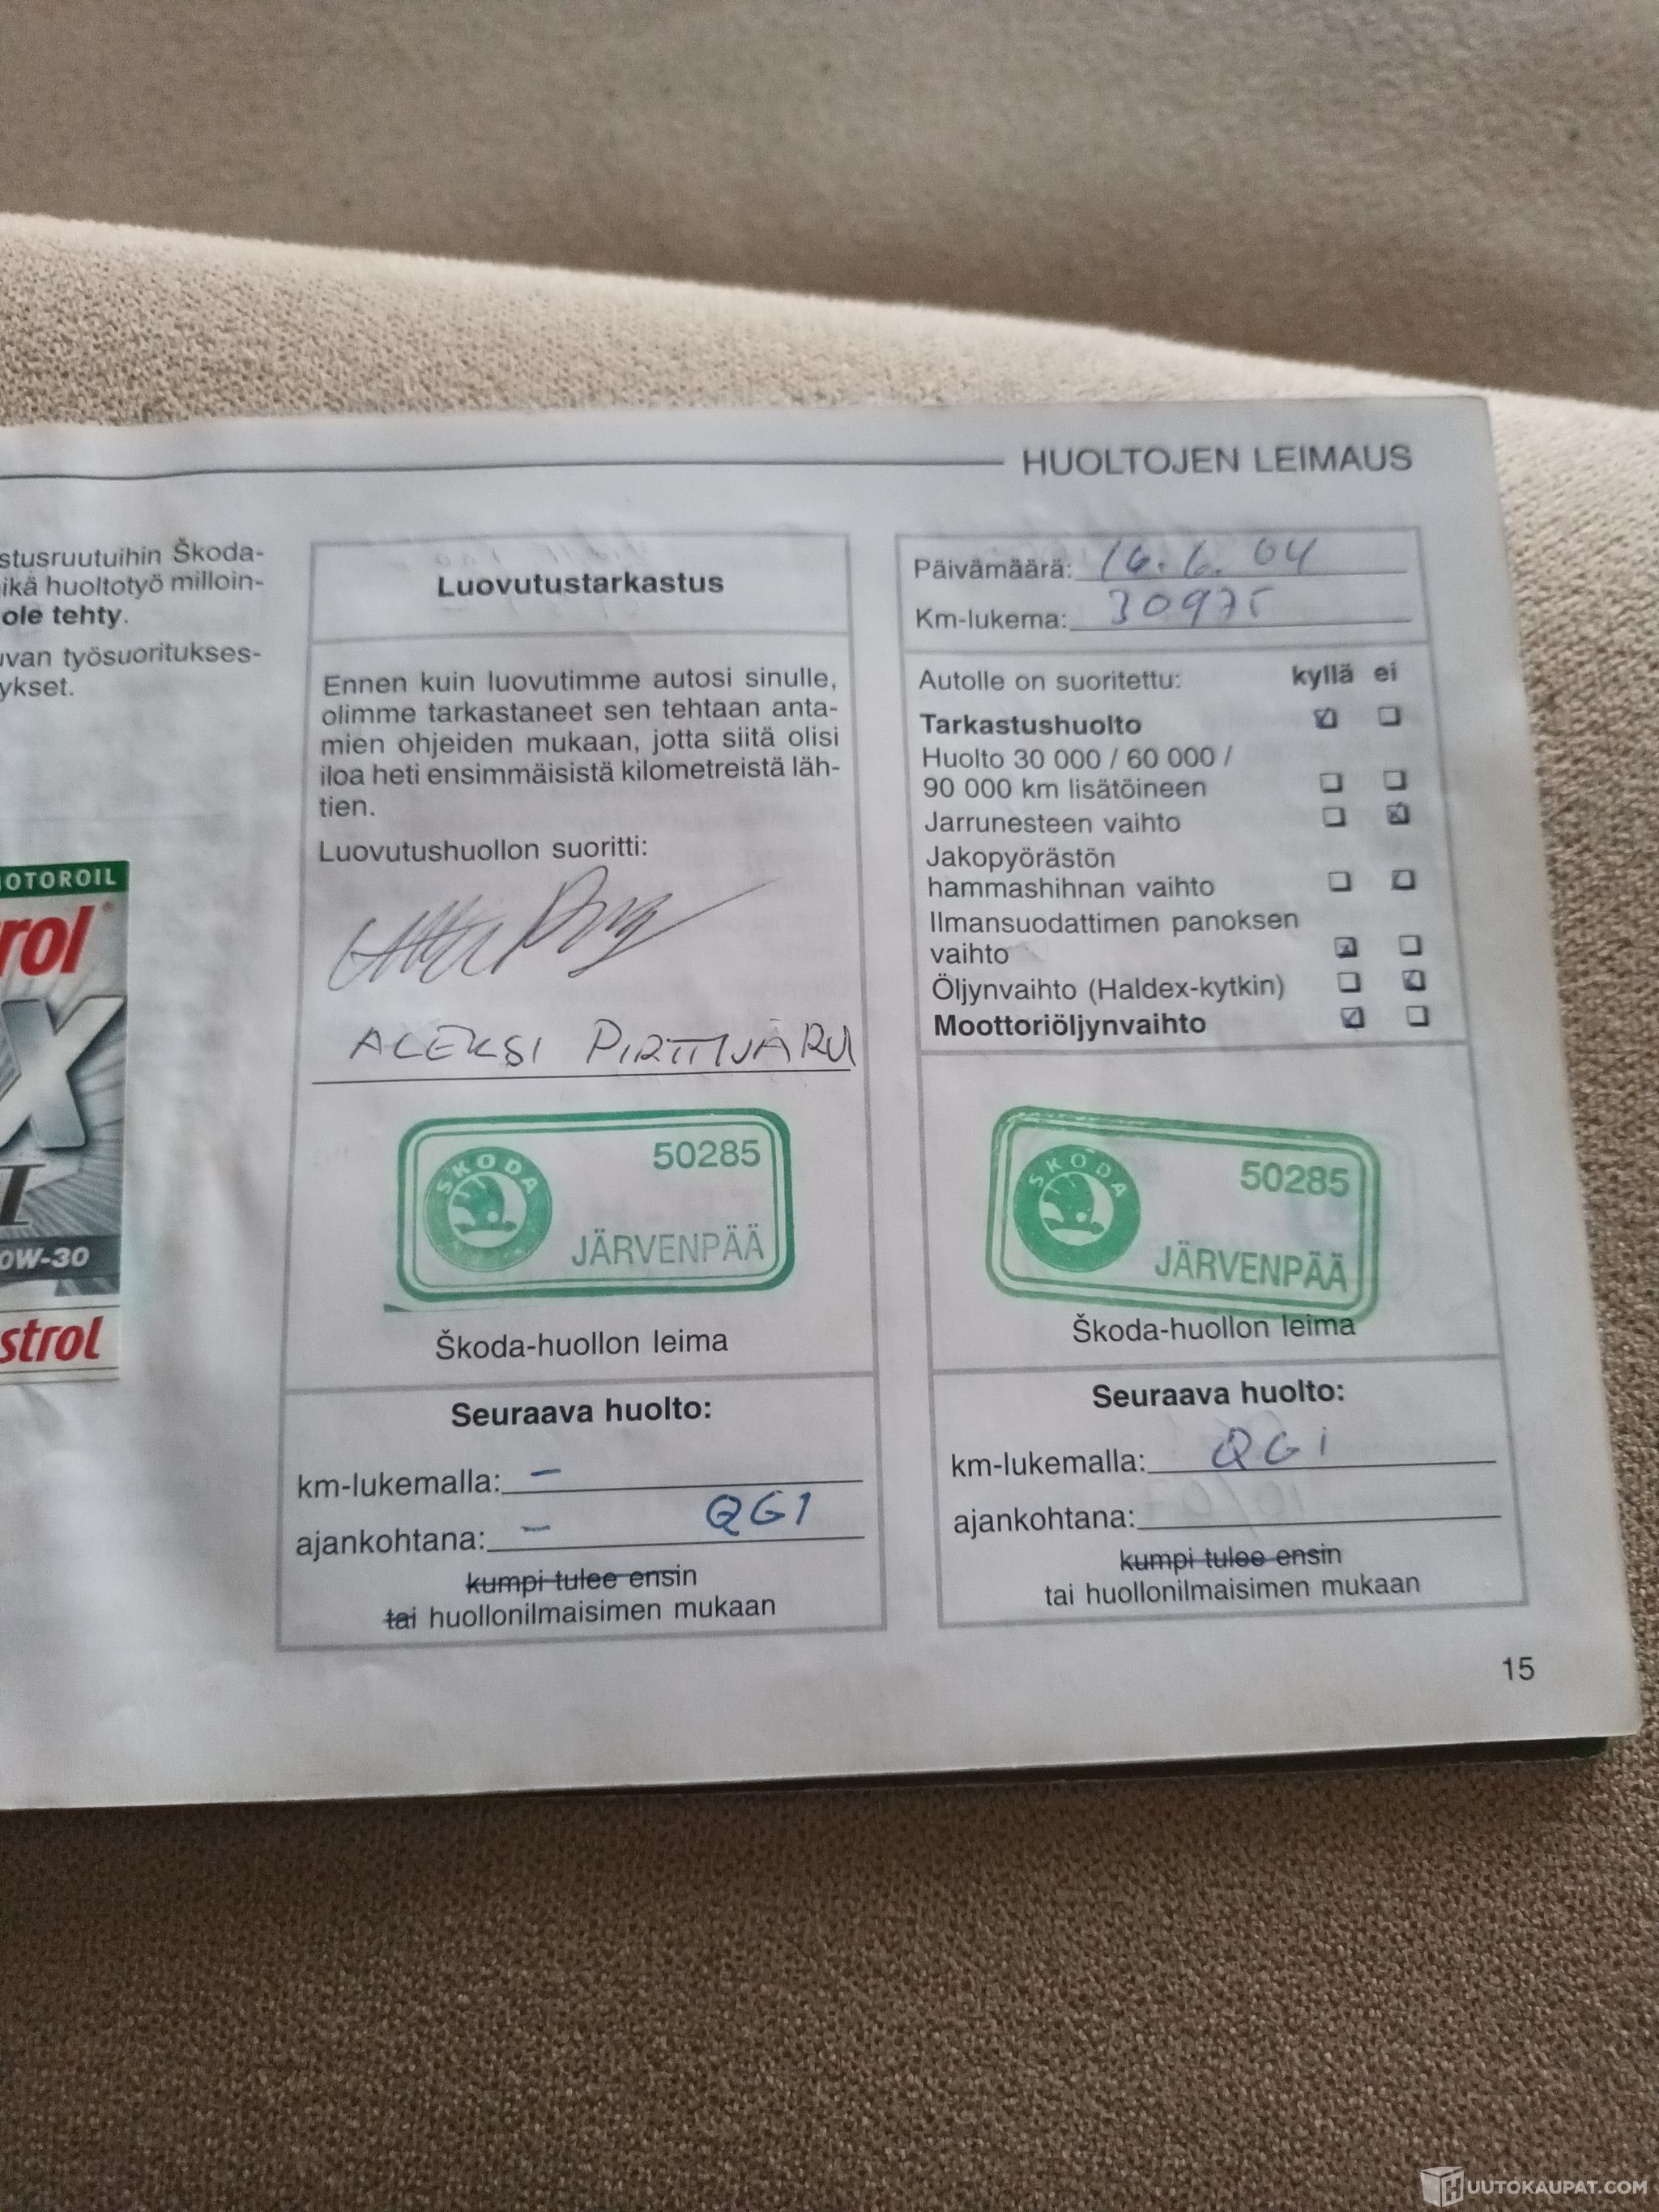 HUOLTOJEN LEIMAUS
stusruutuihin Škoda-
ikä huoltotyö milloin-
ole tehty.
van työsuoritukses-
ykset.
MOTOROIL
rol
X
0W-30
strol
Luovutustarkastus
Ennen kuin luovutimme autosi sinulle,
olimme tarkastaneet sen tehtaan anta-
mien ohjeiden mukaan, jotta siitä olisi
iloa heti ensimmäisistä kilometreistä läh-
tien.
Luovutushuollon suoritti:
ALEKSI PIRTTIJÄRVI
ŠKODA
50285
JÄRVENPÄÄ
Škoda-huollon leima
Seuraava huolto:
km-lukemalla: –
ajankohtana: – QG1
kumpi tulee ensin
tai huollonilmaisimen mukaan
Päivämäärä: 16.6.04
Km-lukema: 30975
Autolle on suoritettu: kyllä ei
Tarkastushuolto
Huolto 30 000 / 60 000 /
90 000 km lisätöineen
Jarrunesteen vaihto
Jakopyörästön
hammashihnan vaihto
Ilmansuodattimen panoksen
vaihto
Öljynvaihto (Haldex-kytkin)
Moottoriöljynvaihto
ŠKODA
50285
JÄRVENPÄÄ
Škoda-huollon leima
Seuraava huolto:
km-lukemalla: QG1
ajankohtana:
kumpi tulee ensin
tai huollonilmaisimen mukaan
15
HUUTOKAUPAT.COM